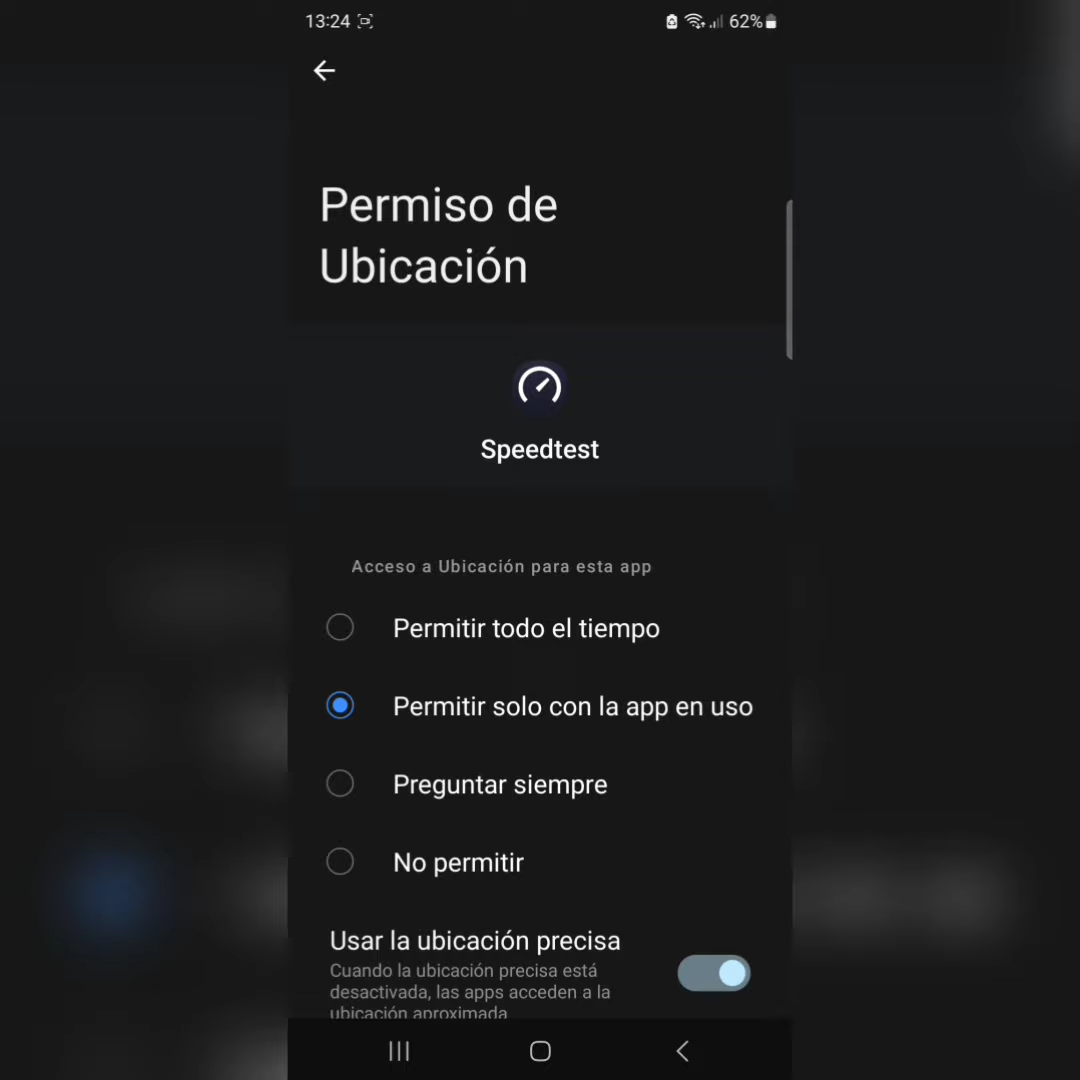 13:24
62%
Permiso de
Ubicación
Speedtest
Acceso a Ubicación para esta app
Permitir todo el tiempo
Permitir solo con la app en uso
Preguntar siempre
No permitir
Usar la ubicación precisa
Cuando la ubicación precisa está
desactivada, las apps acceden a la
ubicación aproximada